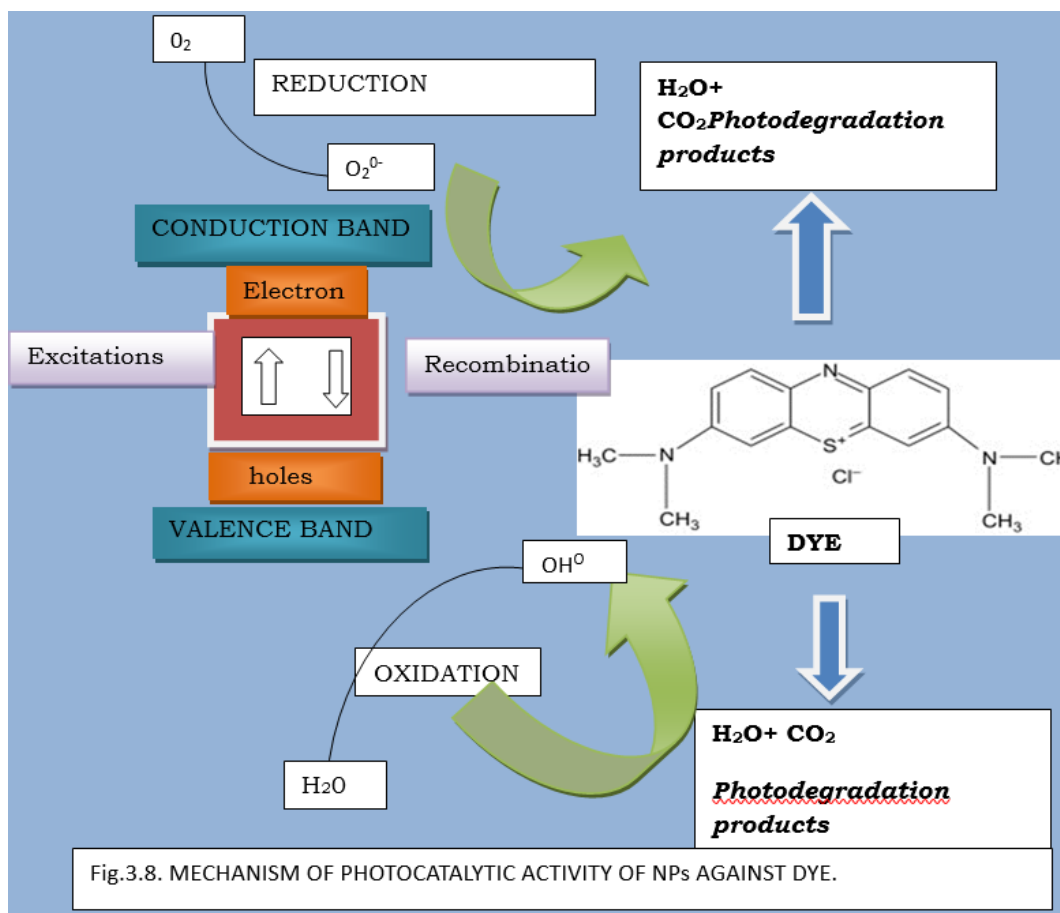 0₂
REDUCTION
O₂⁰⁻
H₂O+
CO₂Photodegradation
products
CONDUCTION BAND
Electron
Excitations
Recombinatio
holes
VALENCE BAND
N
S⁺
Cl⁻
H₃C
N
CH₃
N
CH
CH₃
DYE
OH⁰
OXIDATION
H₂0
H₂O+ CO₂
Photodegradation
products
Fig.3.8. MECHANISM OF PHOTOCATALYTIC ACTIVITY OF NPs AGAINST DYE.